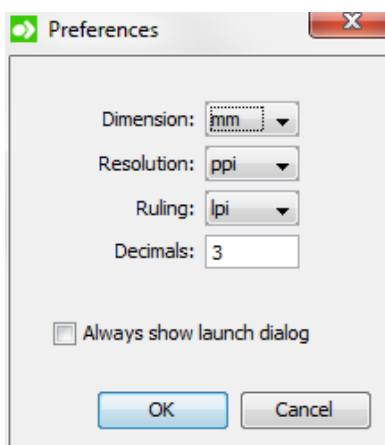 Preferences
Dimension: mm
Resolution: ppi
Ruling: lpi
Decimals: 3
Always show launch dialog
OK Cancel